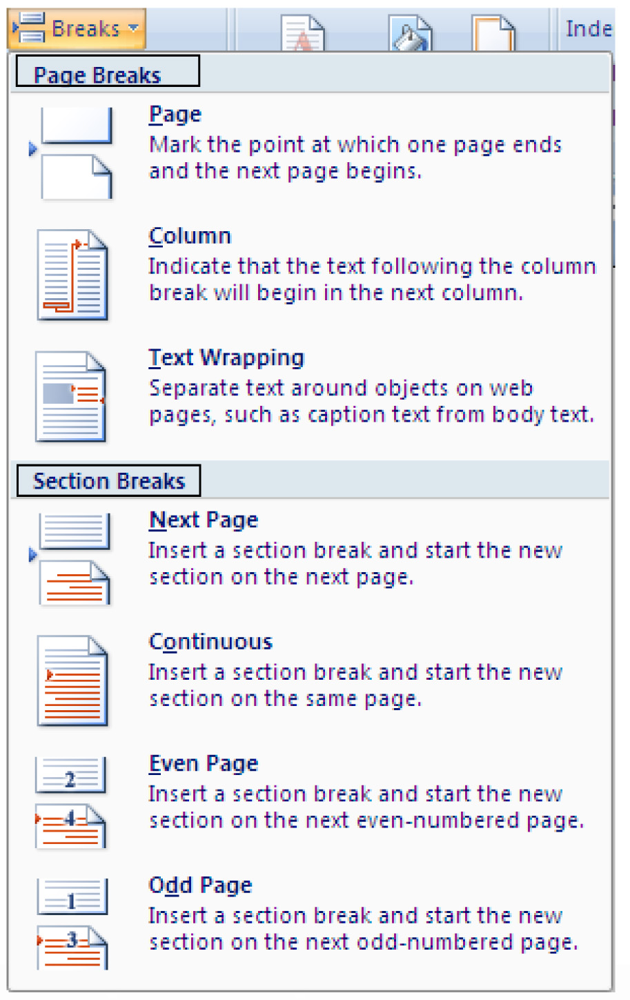 Breaks
Inde
Page Breaks
Page
Mark the point at which one page ends
and the next page begins.
Column
Indicate that the text following the column
break will begin in the next column.
Text Wrapping
Separate text around objects on web
pages, such as caption text from body text.
Section Breaks
Next Page
Insert a section break and start the new
section on the next page.
Continuous
Insert a section break and start the new
section on the same page.
2
4
Even Page
Insert a section break and start the new
section on the next even-numbered page.
1
3
Odd Page
Insert a section break and start the new
section on the next odd-numbered page.